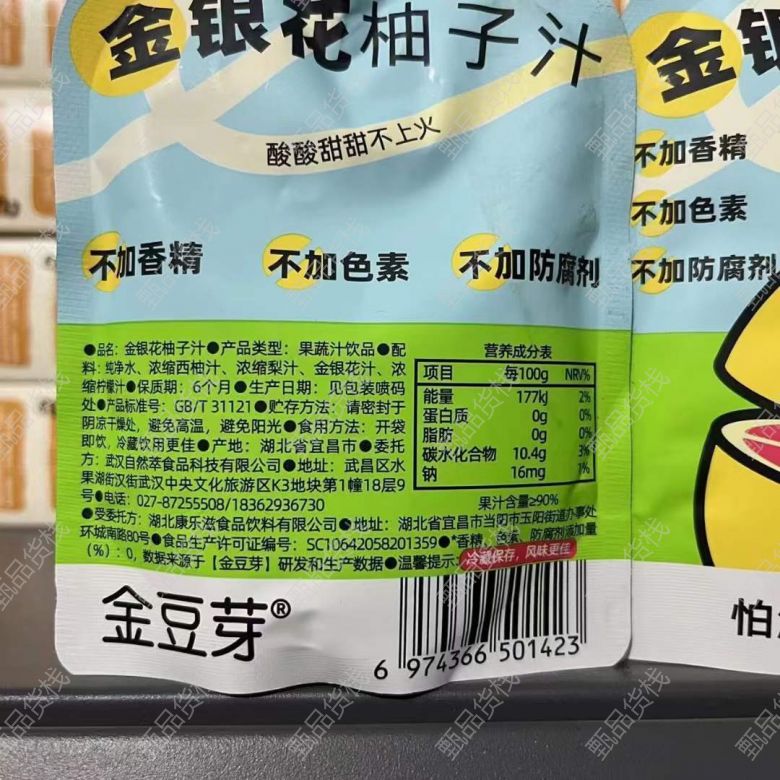 金银花柚子汁
酸酸甜甜不上火
不加香精 不加色素 不加防腐剂
●品名：金银花柚子汁●产品类型：果蔬汁饮品●配
料：纯净水、浓缩西柚汁、浓缩梨汁、金银花汁、浓
缩柠檬汁●保质期：6个月●生产日期：见包装喷码
处●产品标准号：GB/T 31121●贮存方法：请密封于
阴凉干燥处，避免高温，避免阳光●食用方法：开袋
即饮，冷藏饮用更佳●产地：湖北省宜昌市●委托
方：武汉自然萃食品科技有限公司●地址：武昌区水
果湖街汉街武汉中央文化旅游区K3地块第1幢18层9
号●电话：027-87255508/18362936730
●受委托方：湖北康乐滋食品饮料有限公司●地址：湖北省宜昌市当阳市玉阳街道办事处
环城南路80号●食品生产许可证编号：SC10642058201359●*香精、色素、防腐剂添加量
（%）：0，数据来源于【金豆芽】研发和生产数据●温馨提示：冷藏保存，风味更佳
营养成分表
项目 每100g NRV%
能量 177kJ 2%
蛋白质 0g 0%
脂肪 0g 0%
碳水化合物 10.4g 3%
钠 16mg 1%
果汁含量≥90%
金豆芽®
6 974366 501423
金银
不加香精
不加色素
不加防腐剂
怕
甄品货栈